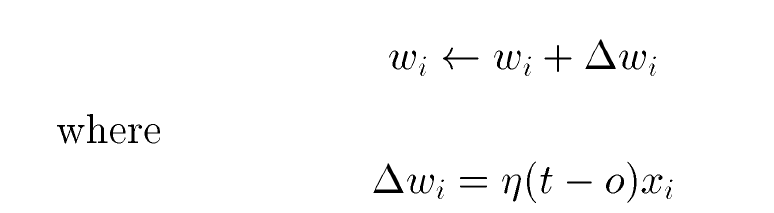 wᵢ ← wᵢ + Δwᵢ
where
Δwᵢ = η(t − o)xᵢ